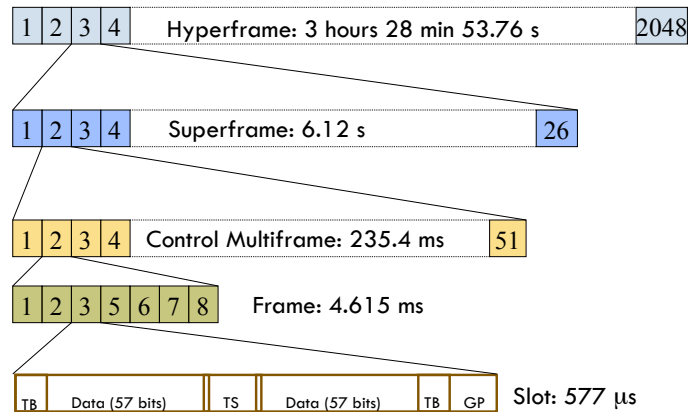 1 2 3 4 Hyperframe: 3 hours 28 min 53.76 s 2048
1 2 3 4 Superframe: 6.12 s 26
1 2 3 4 Control Multiframe: 235.4 ms 51
1 2 3 5 6 7 8 Frame: 4.615 ms
TB Data (57 bits) TS Data (57 bits) TB GP Slot: 577 μs